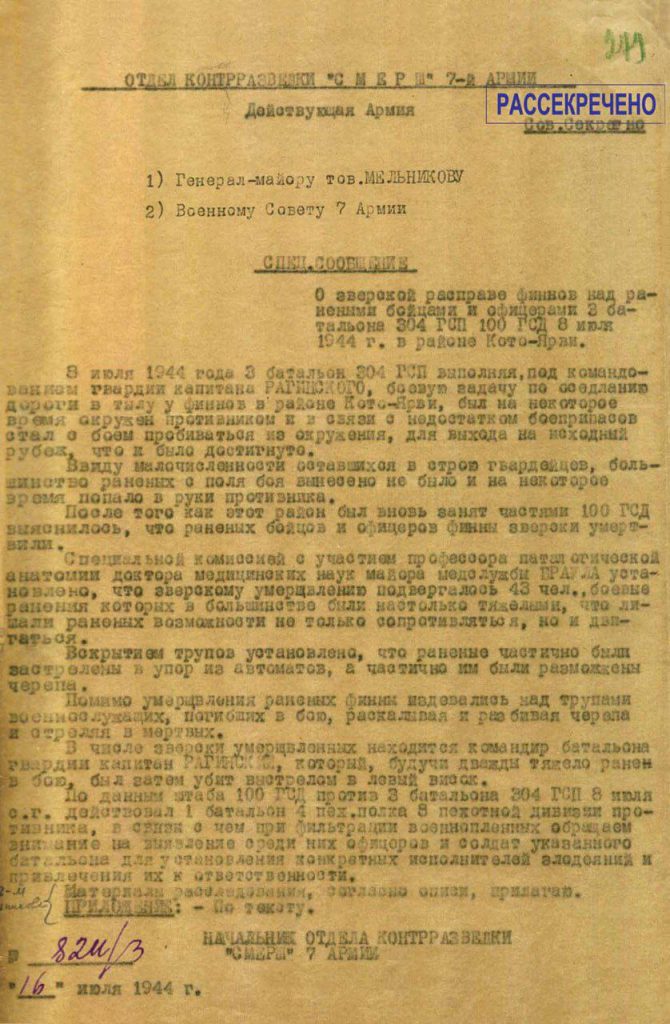 249
ОТДЕЛ КОНТРРАЗВЕДКИ "С М Е Р Ш" 7-й АРМИИ
РАССЕКРЕЧЕНО
Действующая Армия
Сов.Секретно
1) Генерал-майору тов.МЕЛЬНИКОВУ
2) Военному Совету 7 Армии
СПЕЦ.СООБЩЕНИЕ
О зверской расправе финнов над ра-
неными бойцами и офицерами 3 ба-
тальона 304 ГСП 100 ГСД 8 июля
1944 г. в районе Кото-Ярви.
8 июля 1944 года 3 батальон 304 ГСП выполняя,под командо-
ванием гвардии капитана РАГИНСКОГО, боевую задачу по оседланию
дороги в тылу у финнов в районе Кото-Ярви, был на некоторое
время окружен противником и в связи с недостатком боеприпасов
стал с боем пробиваться из окружения, для выхода на исходный
рубеж, что и было достигнуто.
Ввиду малочисленности оставшихся в строю гвардейцев, боль-
шинство раненых с поля боя вынесено не было и на некоторое
время попало в руки противника.
После того как этот район был вновь занят частями 100 ГСД
выяснилось, что раненых бойцов и офицеров финны зверски умерт-
вили.
Специальной комиссией с участием профессора патологической
анатомии доктора медицинских наук майора медслужбы уста-
новлено, что зверскому умерщвлению подвергалось 43 чел.,боевые
ранения которых в большинстве были настолько тяжелыми, что ли-
шали раненых возможности не только сопротивляться, но и дви-
гаться.
Вскрытием трупов установлено, что раненые частично были
застрелены в упор из автоматов, а частично им были размозжены
черепа.
Помимо умерщвления раненых финны издевались над трупами
военнослужащих, погибших в бою, раскалывая и разбивая черепа
и стреляя в мертвых.
В числе зверски умерщвленных находится командир батальона
гвардии капитан РАГИНСКИЙ, который, будучи дважды тяжело ранен
в бою, был затем убит выстрелом в левый висок.
По данным штаба 100 ГСД против 3 батальона 304 ГСП 8 июля
с.г. действовал 1 батальон 4 пех.полка 8 пехотной дивизии про-
тивника, в связи с чем при фильтрации военнопленных обращаем
внимание на выявление среди них офицеров и солдат указанного
батальона для установления конкретных исполнителей злодеяний и
привлечения их к ответственности.
Материалы расследования, согласно описи, прилагаю.
ПРИЛОЖЕНИЕ: - По тексту.
НАЧАЛЬНИК ОТДЕЛА КОНТРРАЗВЕДКИ
"СМЕРШ" 7 АРМИИ
"16" июля 1944 г.